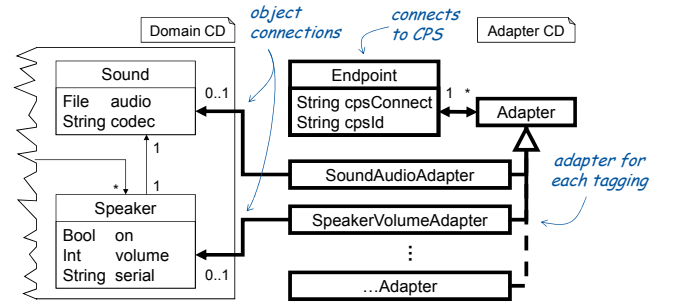 Domain CD
object
connections
connects
to CPS
Adapter CD
Sound
File audio
String codec
0..1
Endpoint
String cpsConnect
String cpsId
1 *
Adapter
1
SoundAudioAdapter
adapter for
each tagging
* 1
Speaker
Bool on
Int volume
String serial
0..1
SpeakerVolumeAdapter
⋮
...Adapter